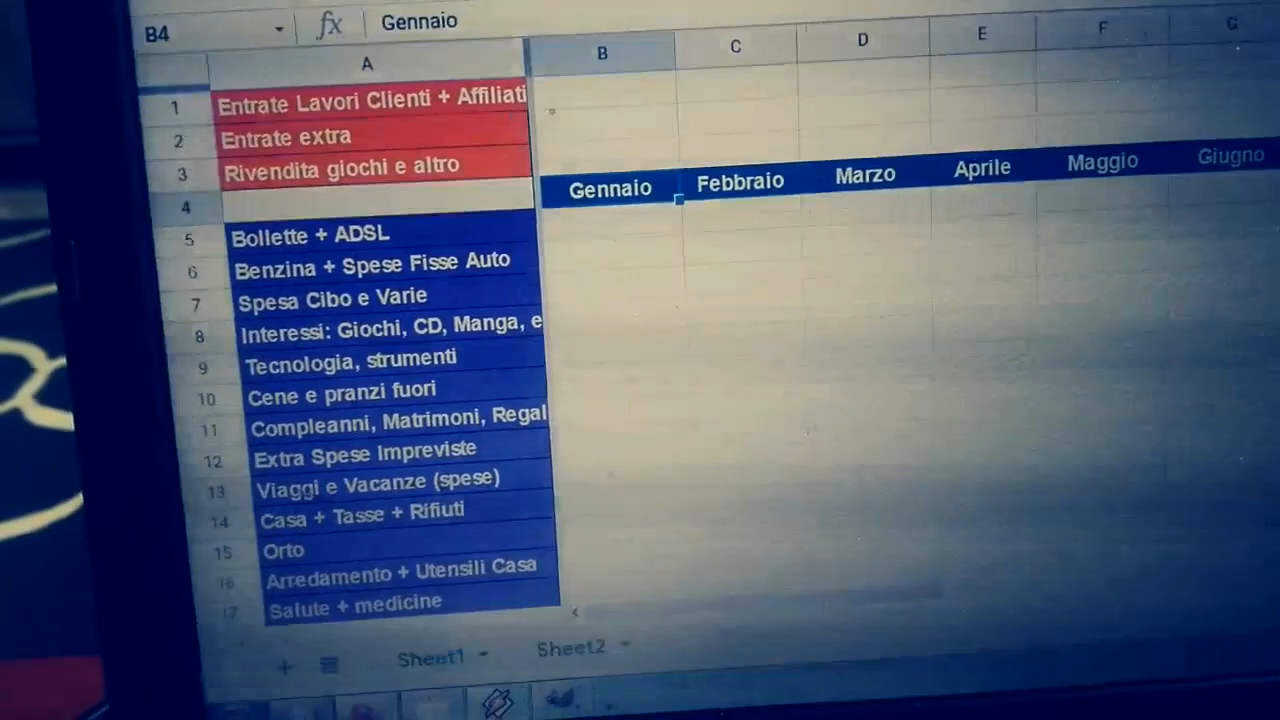 B4 fx Gennaio
A B C D E F G
1 Entrate Lavori Clienti + Affiliati
2 Entrate extra
3 Rivendita giochi e altro
4 Gennaio Febbraio Marzo Aprile Maggio Giugno
5 Bollette + ADSL
6 Benzina + Spese Fisse Auto
7 Spesa Cibo e Varie
8 Interessi: Giochi, CD, Manga, e
9 Tecnologia, strumenti
10 Cene e pranzi fuori
11 Compleanni, Matrimoni, Regal
12 Extra Spese Impreviste
13 Viaggi e Vacanze (spese)
14 Casa + Tasse + Rifiuti
15 Orto
16 Arredamento + Utensili Casa
17 Salute + medicine
Sheet1 Sheet2